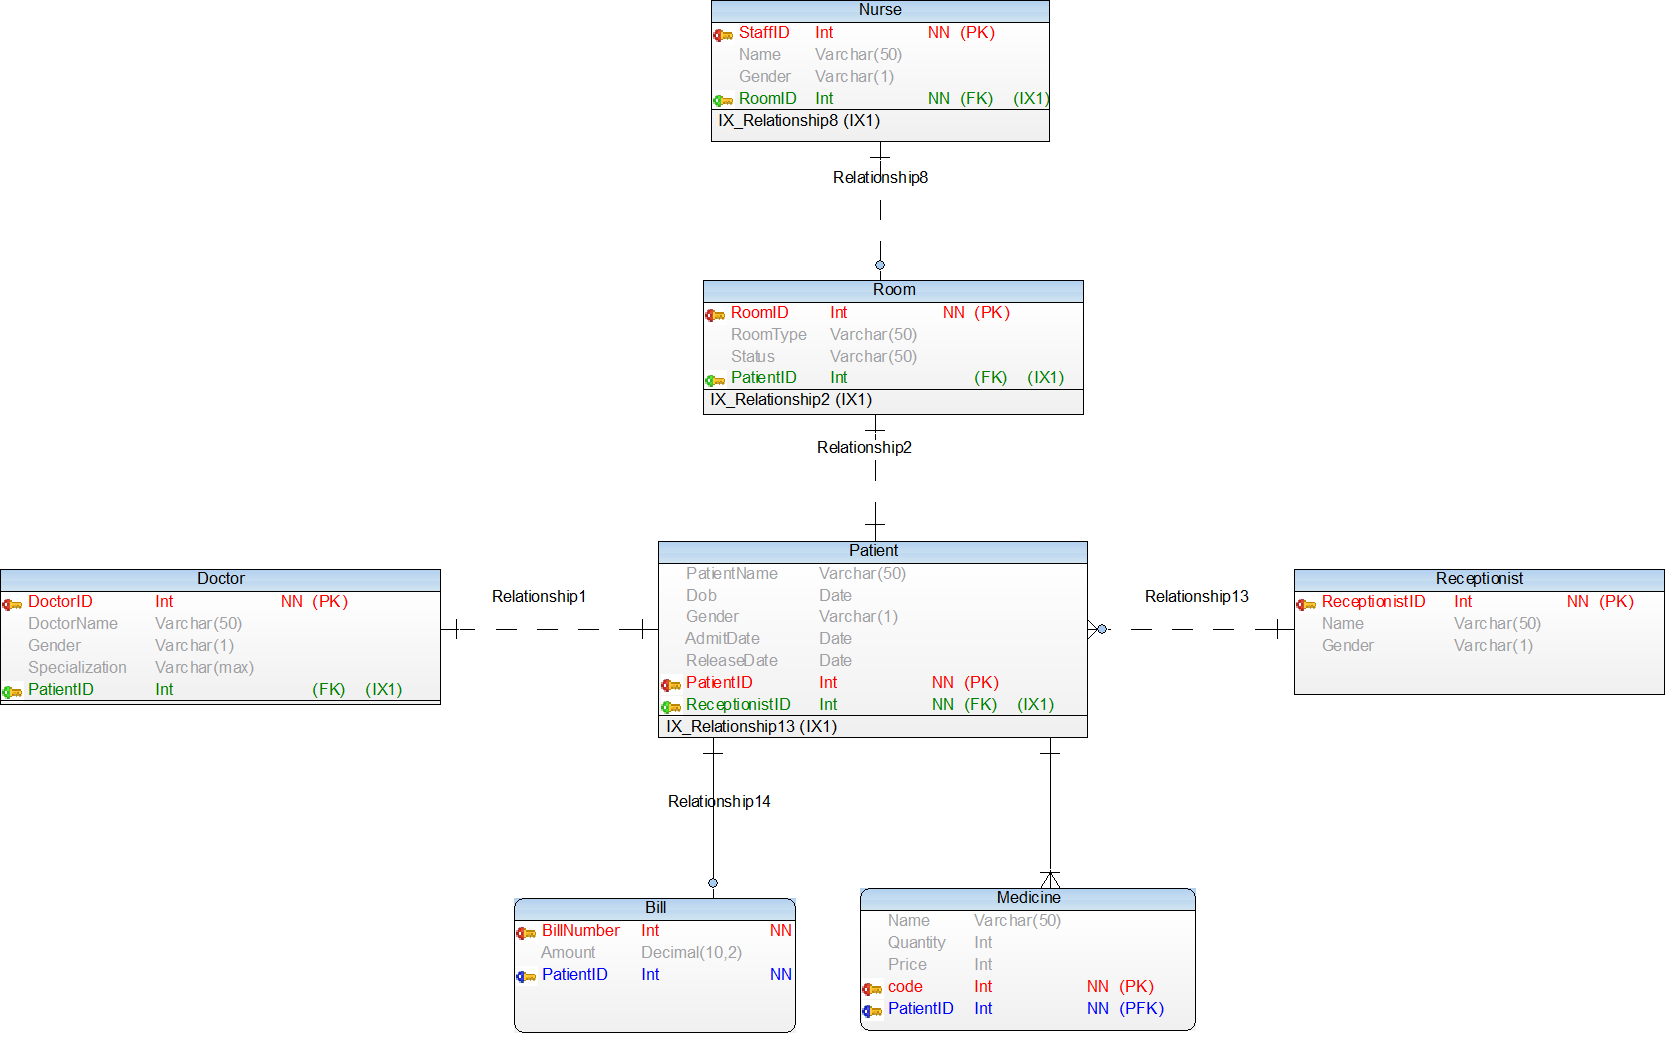 Nurse
StaffID Int NN (PK)
Name Varchar(50)
Gender Varchar(1)
RoomID Int NN (FK) (IX1)
IX_Relationship8 (IX1)
Relationship8
Room
RoomID Int NN (PK)
RoomType Varchar(50)
Status Varchar(50)
PatientID Int (FK) (IX1)
IX_Relationship2 (IX1)
Relationship2
Doctor
DoctorID Int NN (PK)
DoctorName Varchar(50)
Gender Varchar(1)
Specialization Varchar(max)
PatientID Int (FK) (IX1)
Relationship1
Patient
PatientName Varchar(50)
Dob Date
Gender Varchar(1)
AdmitDate Date
ReleaseDate Date
PatientID Int NN (PK)
ReceptionistID Int NN (FK) (IX1)
IX_Relationship13 (IX1)
Relationship13
Receptionist
ReceptionistID Int NN (PK)
Name Varchar(50)
Gender Varchar(1)
Relationship14
Bill
BillNumber Int NN
Amount Decimal(10,2)
PatientID Int NN
Medicine
Name Varchar(50)
Quantity Int
Price Int
code Int NN (PK)
PatientID Int NN (PFK)